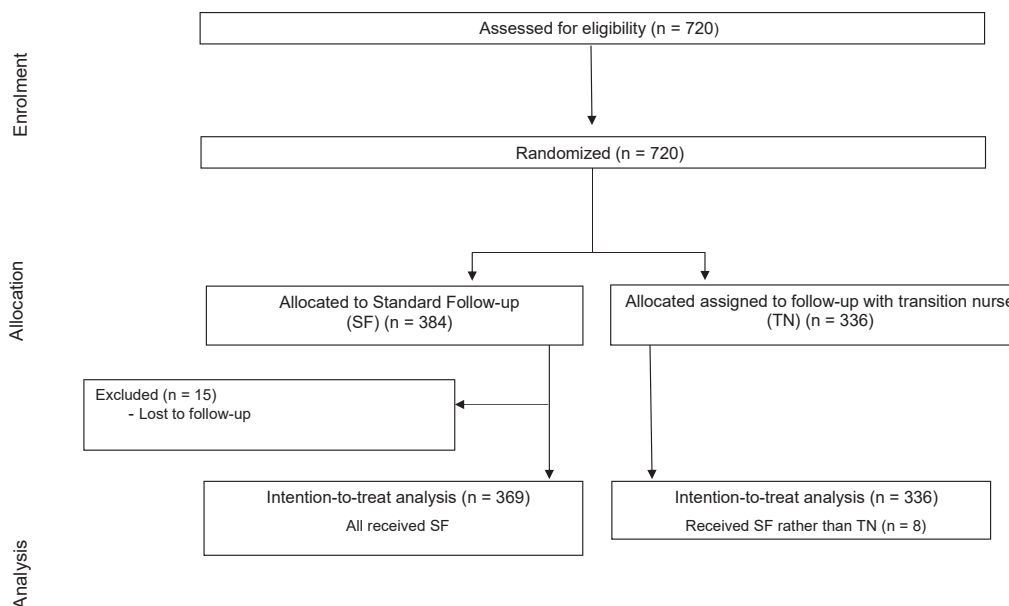 Enrolment
Assessed for eligibility (n = 720)
Randomized (n = 720)
Allocation
Allocated to Standard Follow-up
(SF) (n = 384)
Allocated assigned to follow-up with transition nurse
(TN) (n = 336)
Excluded (n = 15)
- Lost to follow-up
Analysis
Intention-to-treat analysis (n = 369)
All received SF
Intention-to-treat analysis (n = 336)
Received SF rather than TN (n = 8)